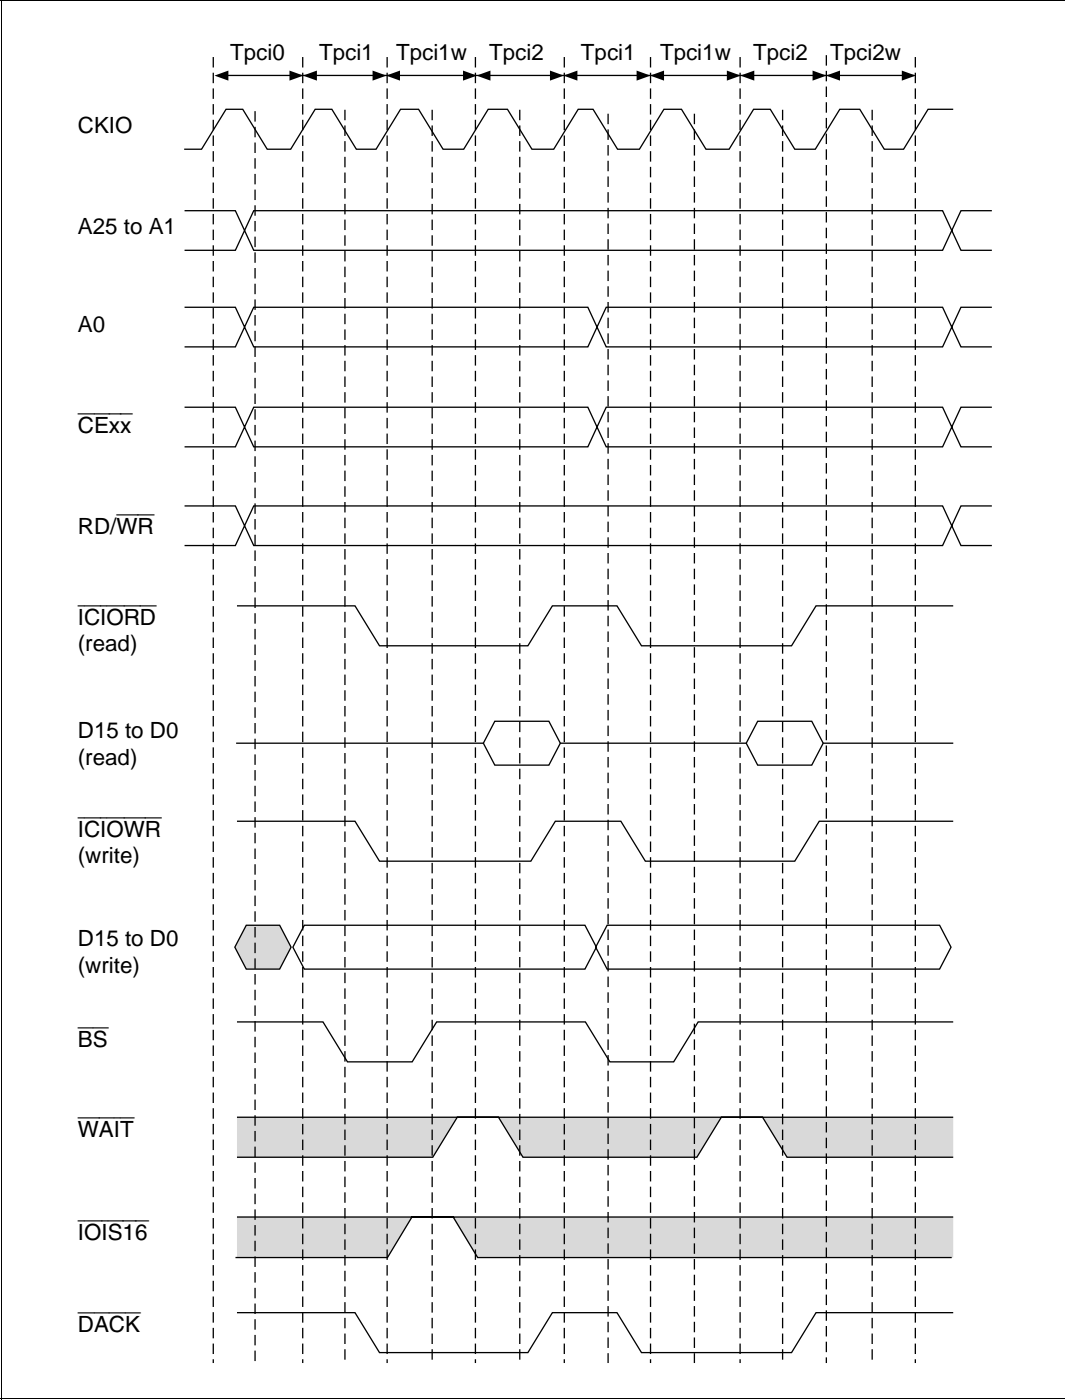 Tpci0 Tpci1 Tpci1w Tpci2 Tpci1 Tpci1w Tpci2 Tpci2w
CKIO
A25 to A1
A0
CExx
RD/WR
ICIORD
(read)
D15 to D0
(read)
ICIOWR
(write)
D15 to D0
(write)
BS
WAIT
IOIS16
DACK